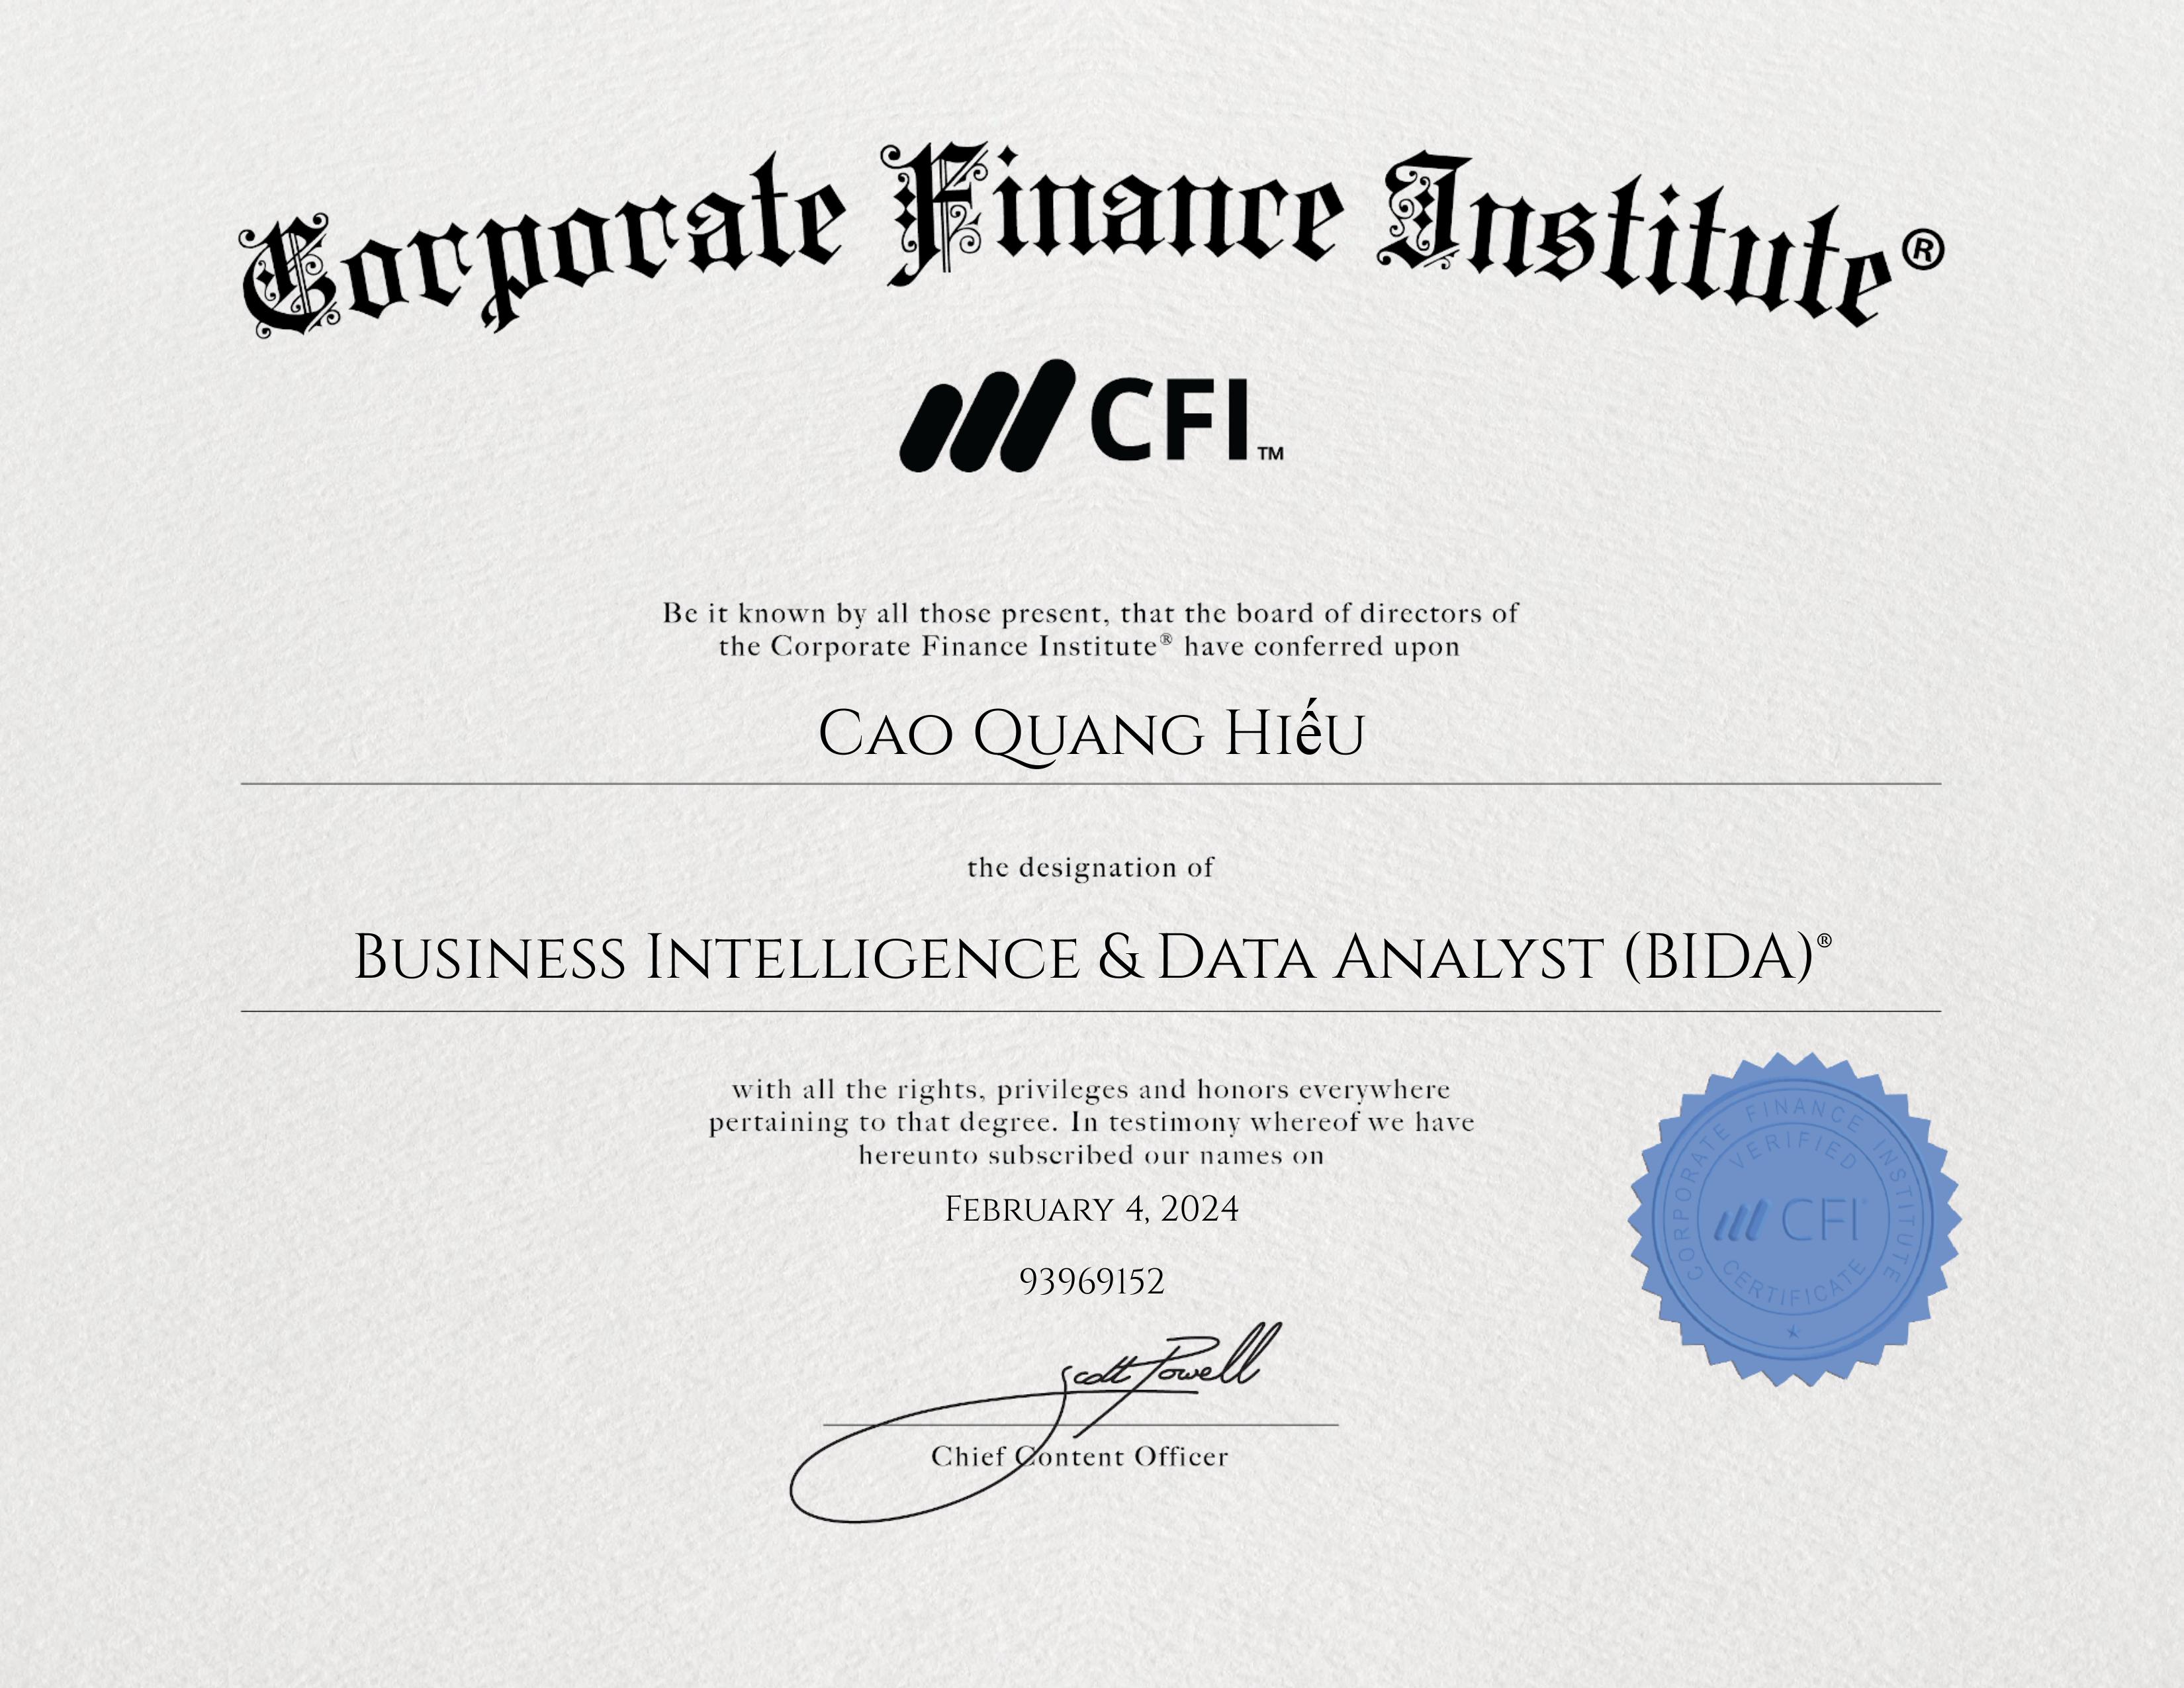 Corporate Finance Institute®
CFI™
Be it known by all those present, that the board of directors of
the Corporate Finance Institute® have conferred upon
Cao Quang Hiếu
the designation of
Business Intelligence & Data Analyst (BIDA)®
with all the rights, privileges and honors everywhere
pertaining to that degree. In testimony whereof we have
hereunto subscribed our names on
February 4, 2024
93969152
Scott Powell
Chief Content Officer
CORPORATE FINANCE INSTITUTE
VERIFIED
CFI
CERTIFICATE